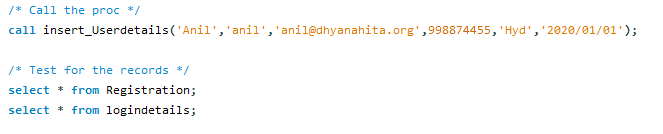 /* Call the proc */
call insert_Userdetails('Anil','anil','anil@dhyanahita.org',998874455,'Hyd','2020/01/01');
/* Test for the records */
select * from Registration;
select * from logindetails;